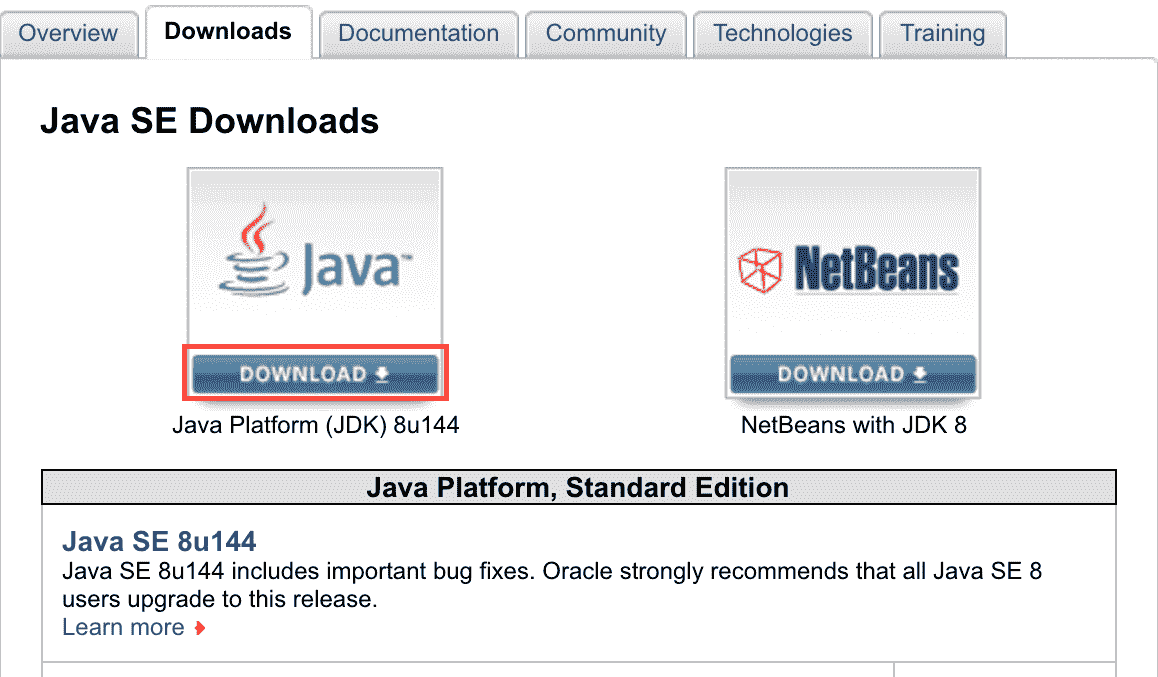 Overview Downloads Documentation Community Technologies Training
Java SE Downloads
Java™ NetBeans
DOWNLOAD DOWNLOAD
Java Platform (JDK) 8u144 NetBeans with JDK 8
Java Platform, Standard Edition
Java SE 8u144
Java SE 8u144 includes important bug fixes. Oracle strongly recommends that all Java SE 8
users upgrade to this release.
Learn more